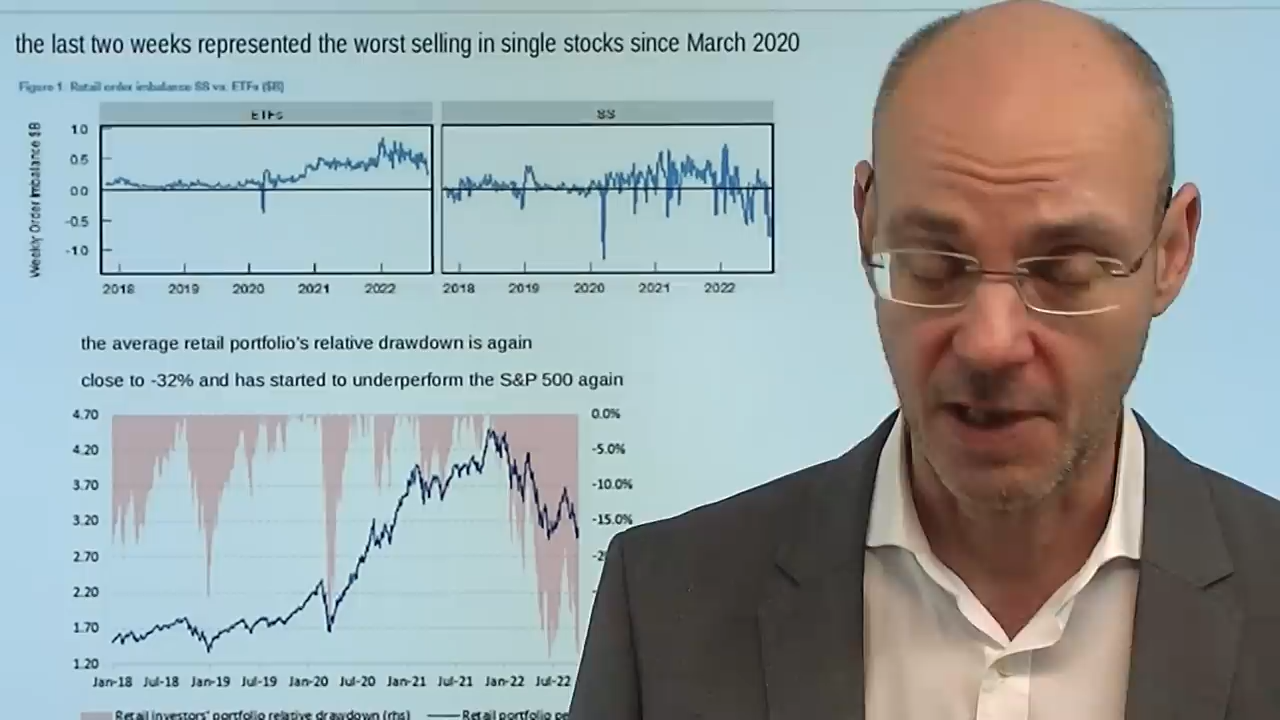 the last two weeks represented the worst selling in single stocks since March 2020
Figure 1. Retail order imbalance SS vs. ETFs ($B)
ETFs
SS
Weekly Order Imbalance $B
1.0
0.5
0.0
-0.5
-1.0
2018 2019 2020 2021 2022
2018 2019 2020 2021 2022
the average retail portfolio's relative drawdown is again
close to -32% and has started to underperform the S&P 500 again
4.70 0.0%
4.20 -5.0%
3.70 -10.0%
3.20 -15.0%
2.70 -2
2.20
1.70
1.20
Jan-18 Jul-18 Jan-19 Jul-19 Jan-20 Jul-20 Jan-21 Jul-21 Jan-22 Jul-22
Retail investors' portfolio relative drawdown (rhs) Retail portfolio pe